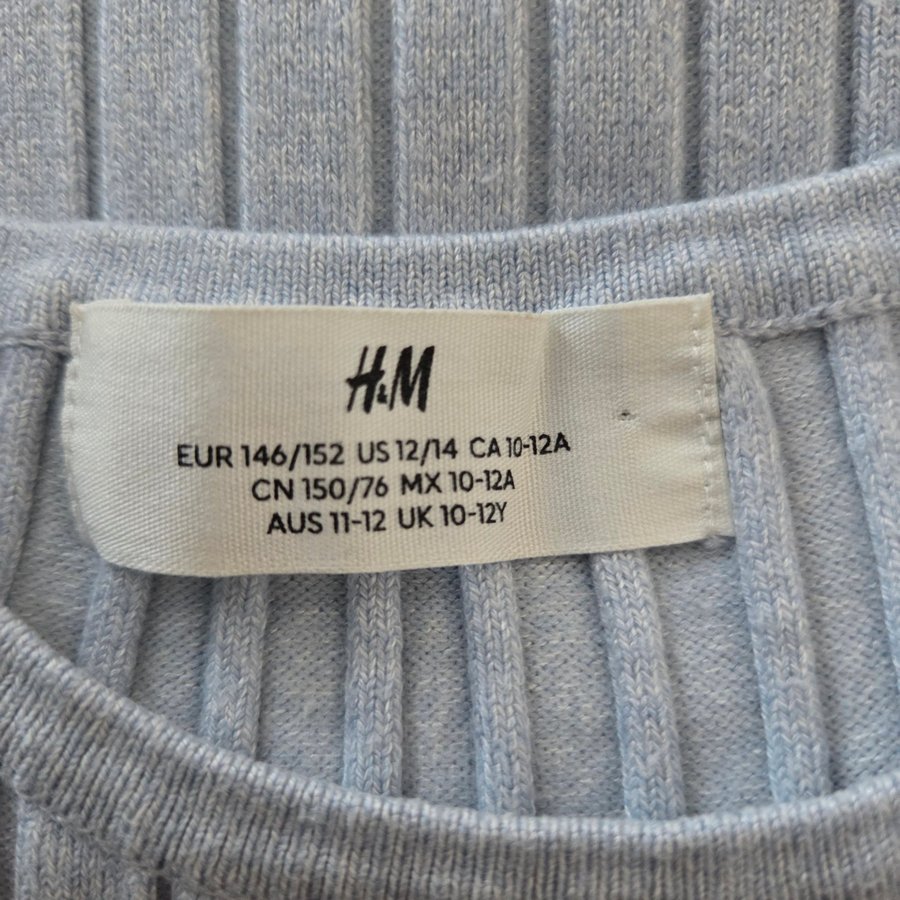 H&M
EUR 146/152 US 12/14 CA 10-12A
CN 150/76 MX 10-12A
AUS 11-12 UK 10-12Y